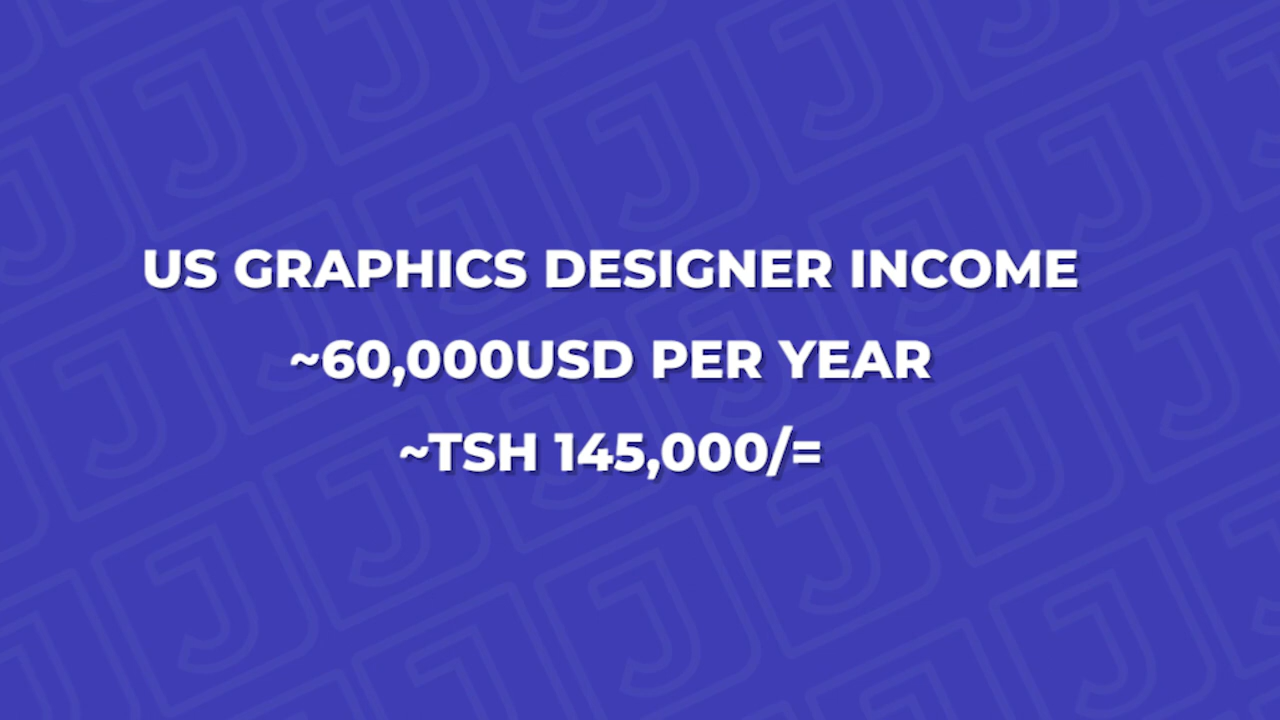 US GRAPHICS DESIGNER INCOME
~60,000USD PER YEAR
~TSH 145,000/=